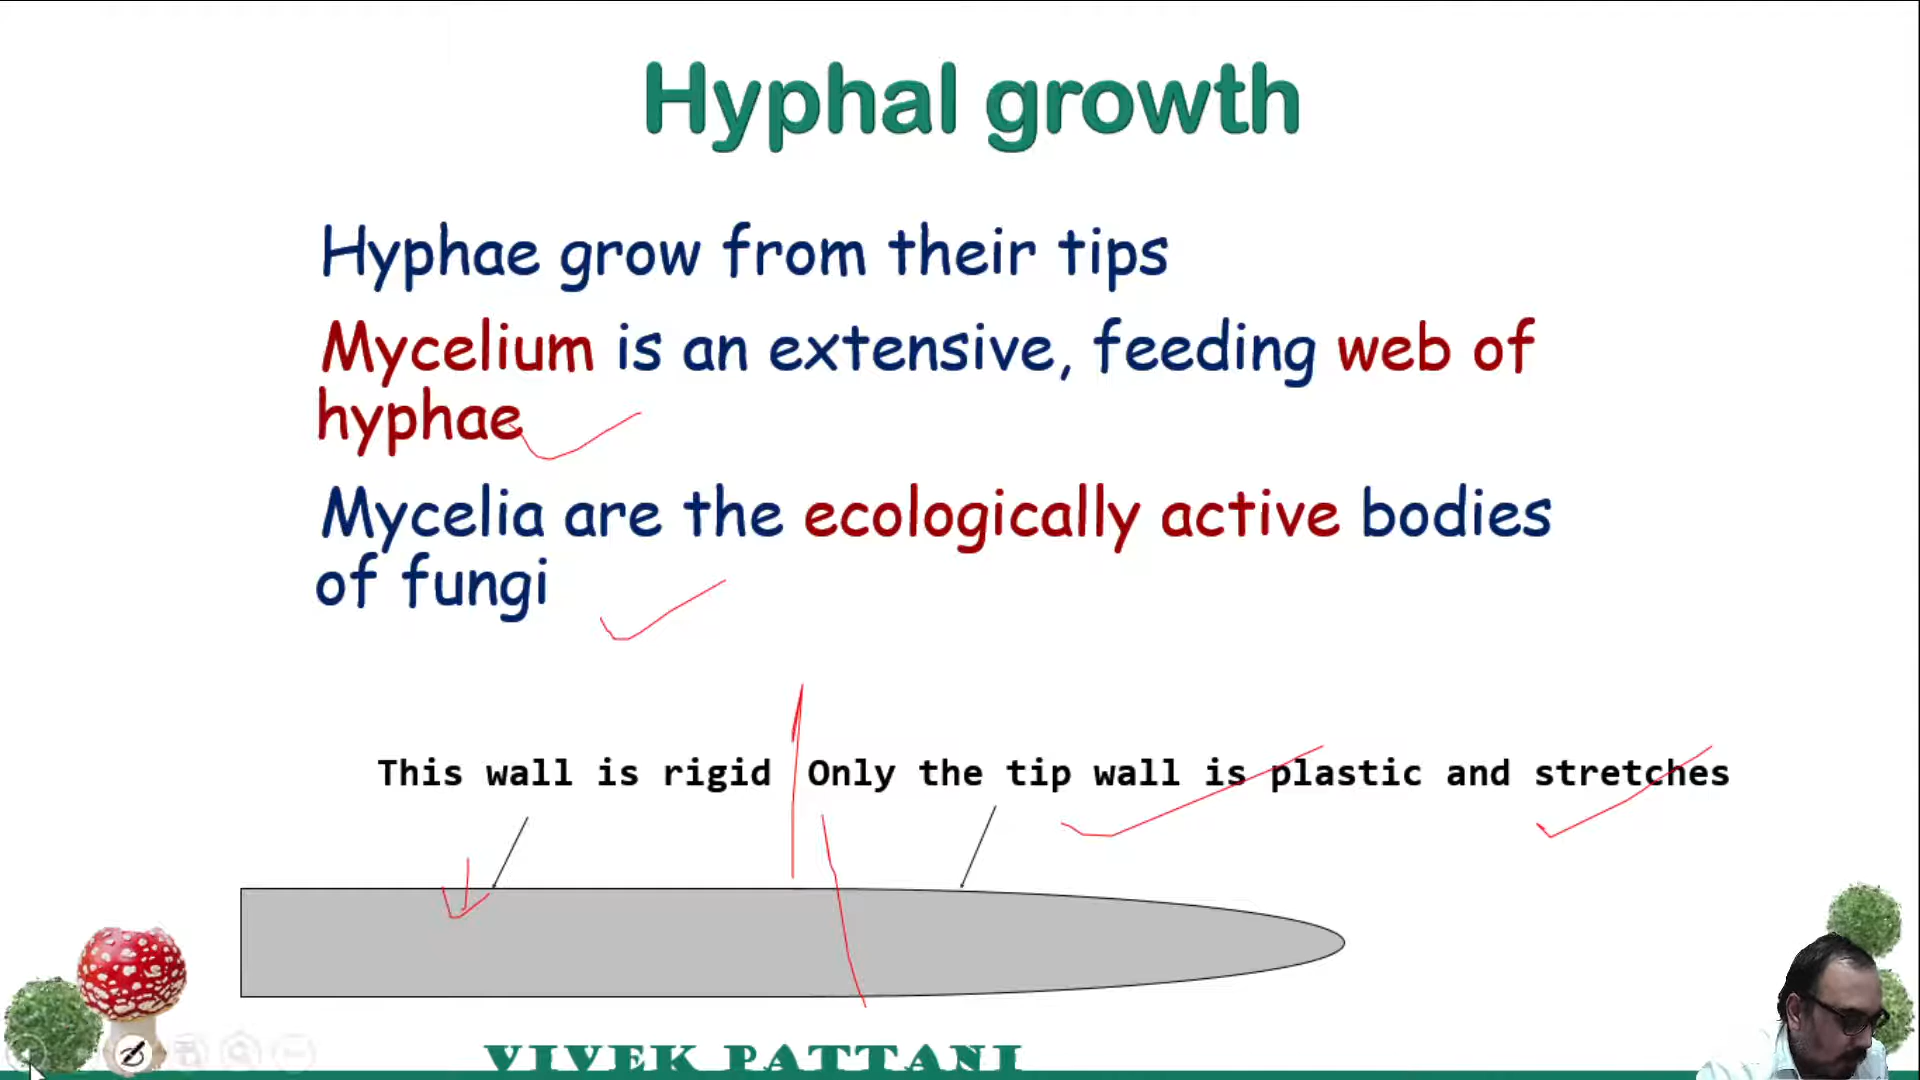 Hyphal growth
Hyphae grow from their tips
Mycelium is an extensive, feeding web of
hyphae
Mycelia are the ecologically active bodies
of fungi
This wall is rigid Only the tip wall is plastic and stretches
VIVEK PATTANI